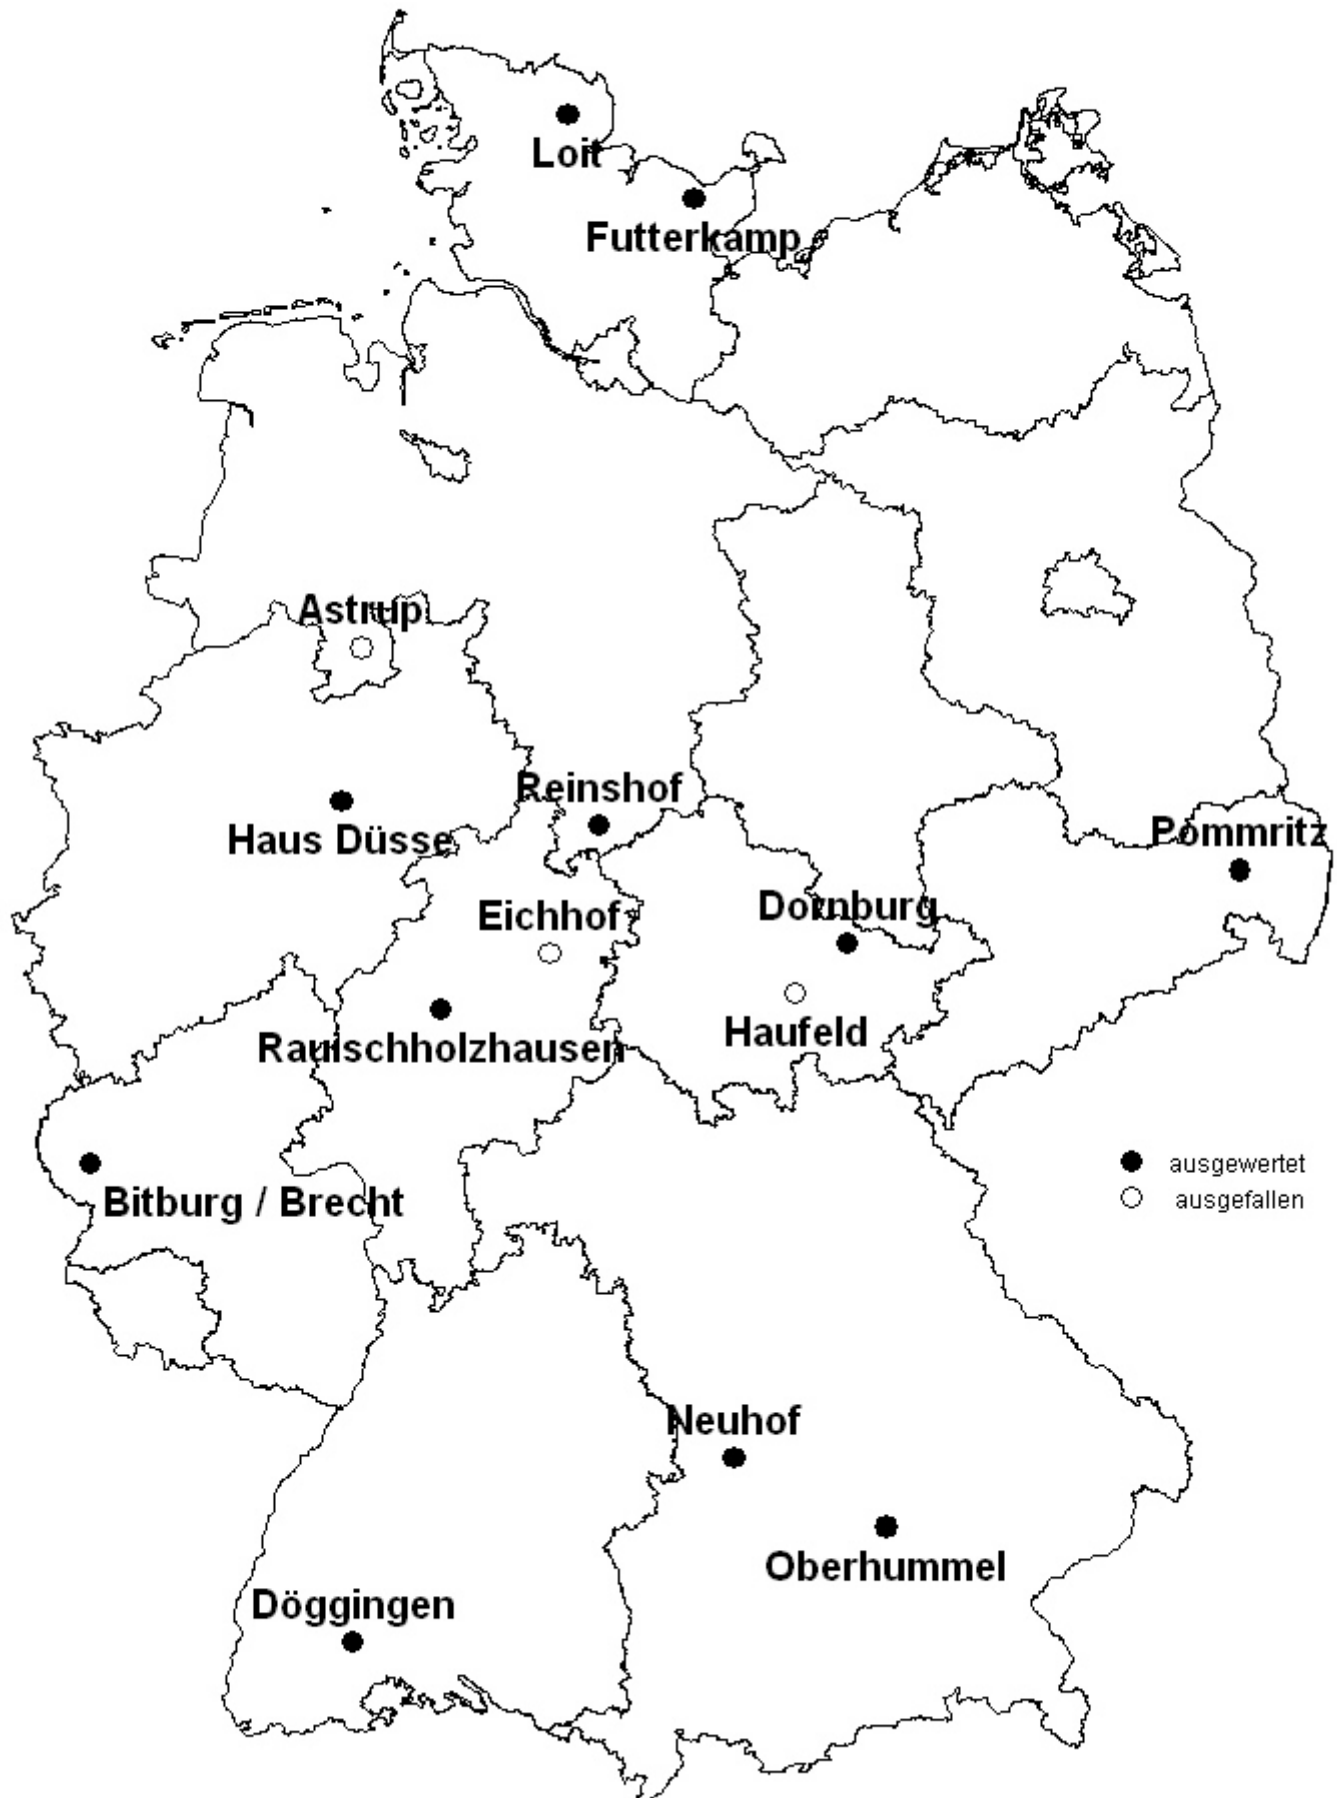 Loit
Futterkamp
Astrup
Reinshof
Haus Düsse
Pommritz
Dornburg
Eichhof
Haufeld
Rauischholzhausen
ausgewertet
Bitburg / Brecht
ausgefallen
Neuhof
Oberhummel
Döggingen